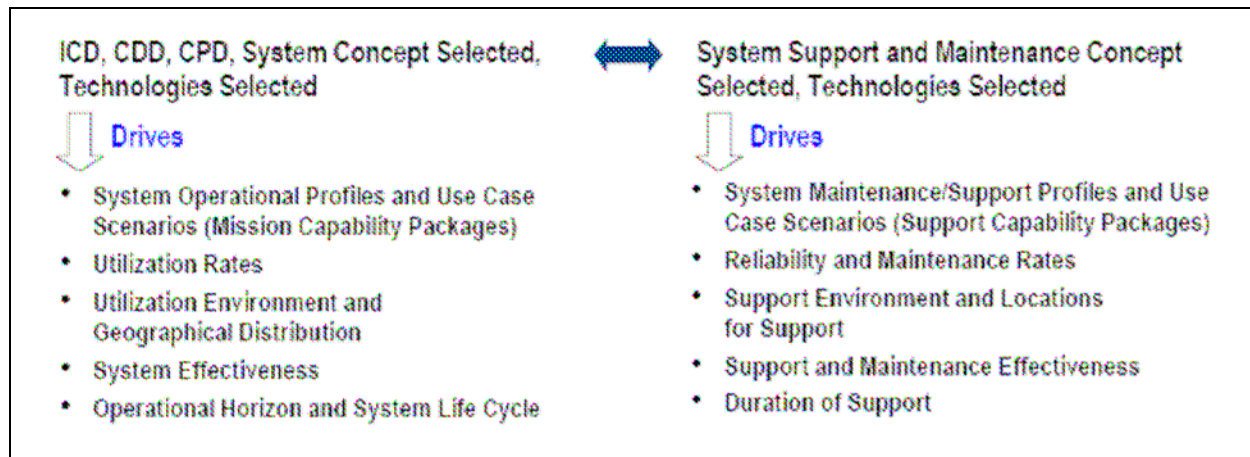 ICD, CDD, CPD, System Concept Selected,
Technologies Selected
Drives
• System Operational Profiles and Use Case
Scenarios (Mission Capability Packages)
• Utilization Rates
• Utilization Environment and
Geographical Distribution
• System Effectiveness
• Operational Horizon and System Life Cycle
System Support and Maintenance Concept
Selected, Technologies Selected
Drives
• System Maintenance/Support Profiles and Use
Case Scenarios (Support Capability Packages)
• Reliability and Maintenance Rates
• Support Environment and Locations
for Support
• Support and Maintenance Effectiveness
• Duration of Support